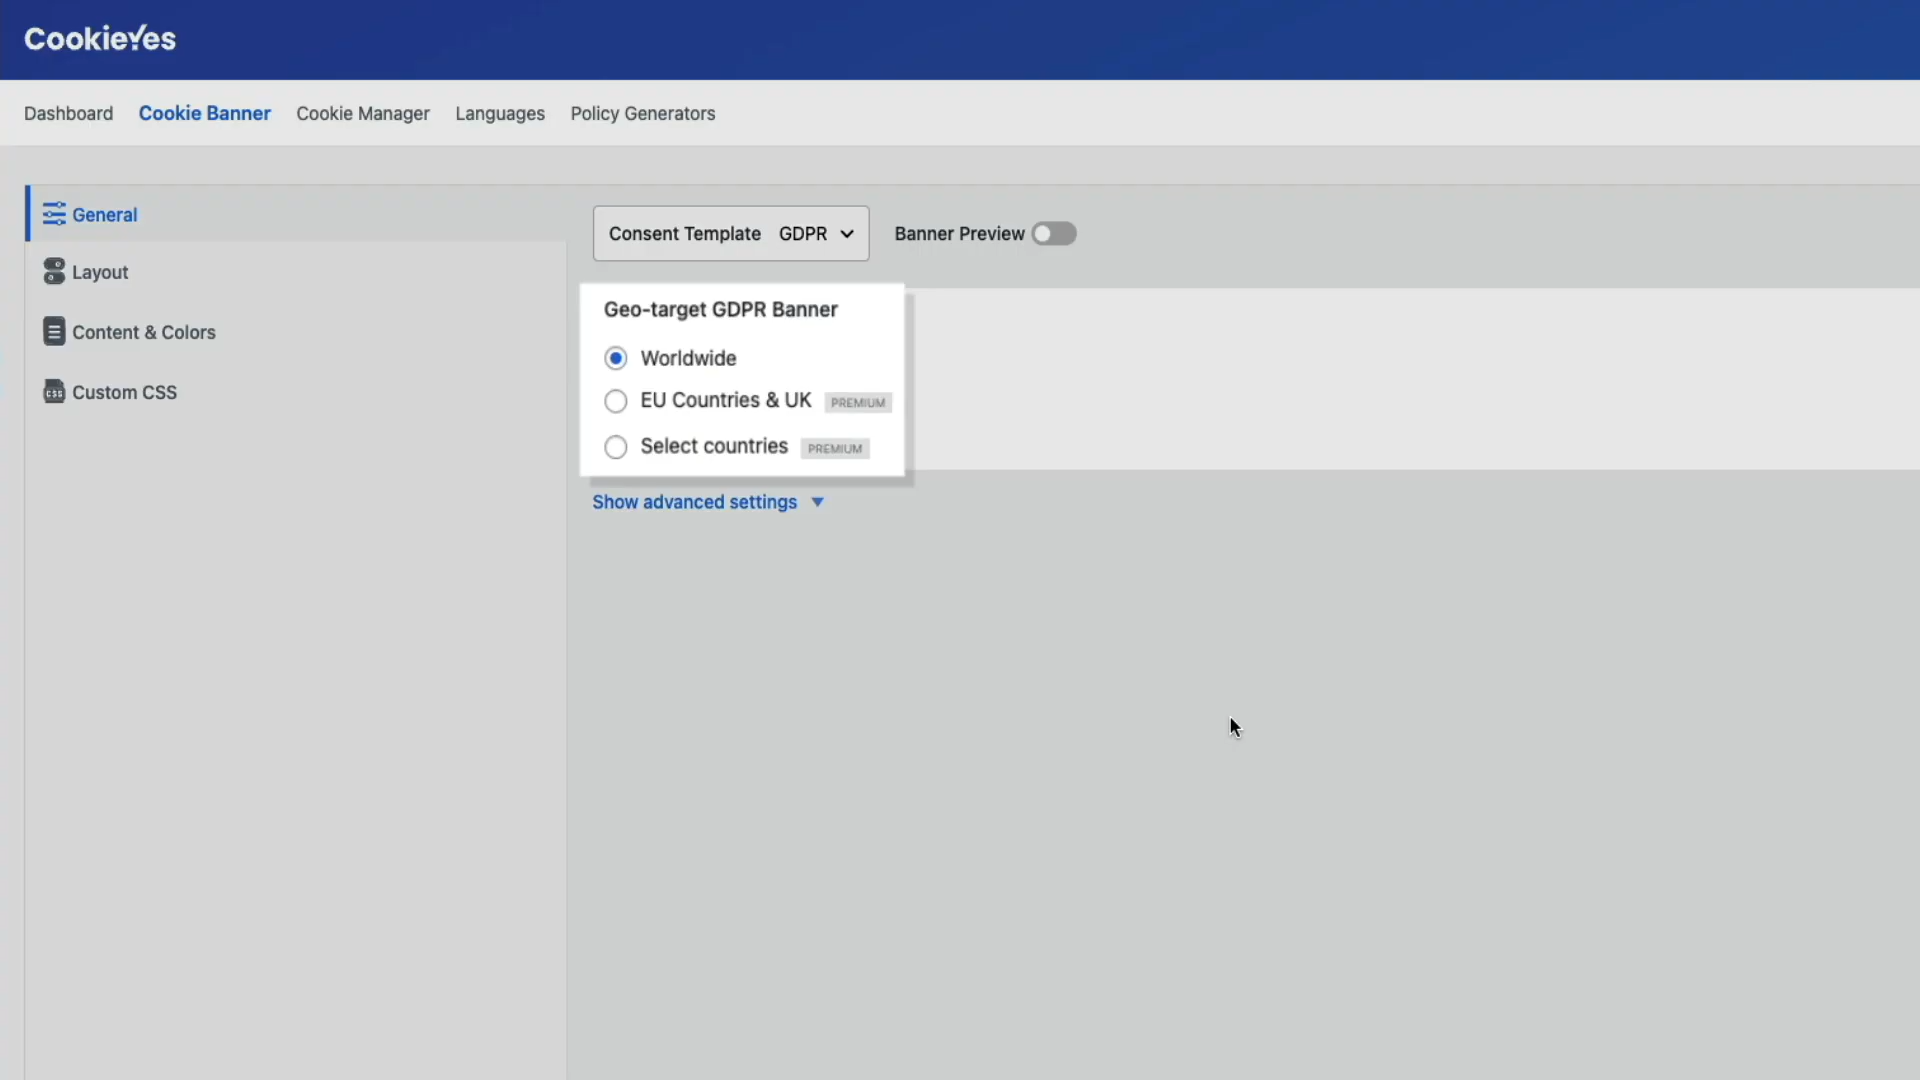 CookieYes
Dashboard Cookie Banner Cookie Manager Languages Policy Generators
General
Layout
Content & Colors
CSS Custom CSS
Consent Template GDPR Banner Preview
Geo-target GDPR Banner
Worldwide
EU Countries & UK PREMIUM
Select countries PREMIUM
Show advanced settings